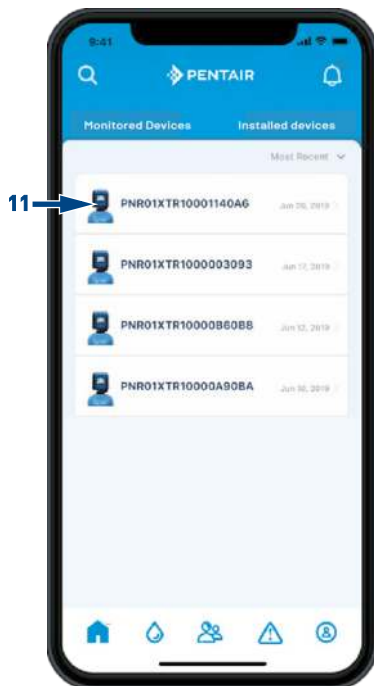 9:41
PENTAIR
Monitored Devices Installed devices
Most Recent
11
PNR01XTR10001140A6 Jun 20, 2019
PNR01XTR1000003093 Jun 17, 2019
PNR01XTR10000B60BB Jun 12, 2019
PNR01XTR10000A90BA Jun 10, 2019